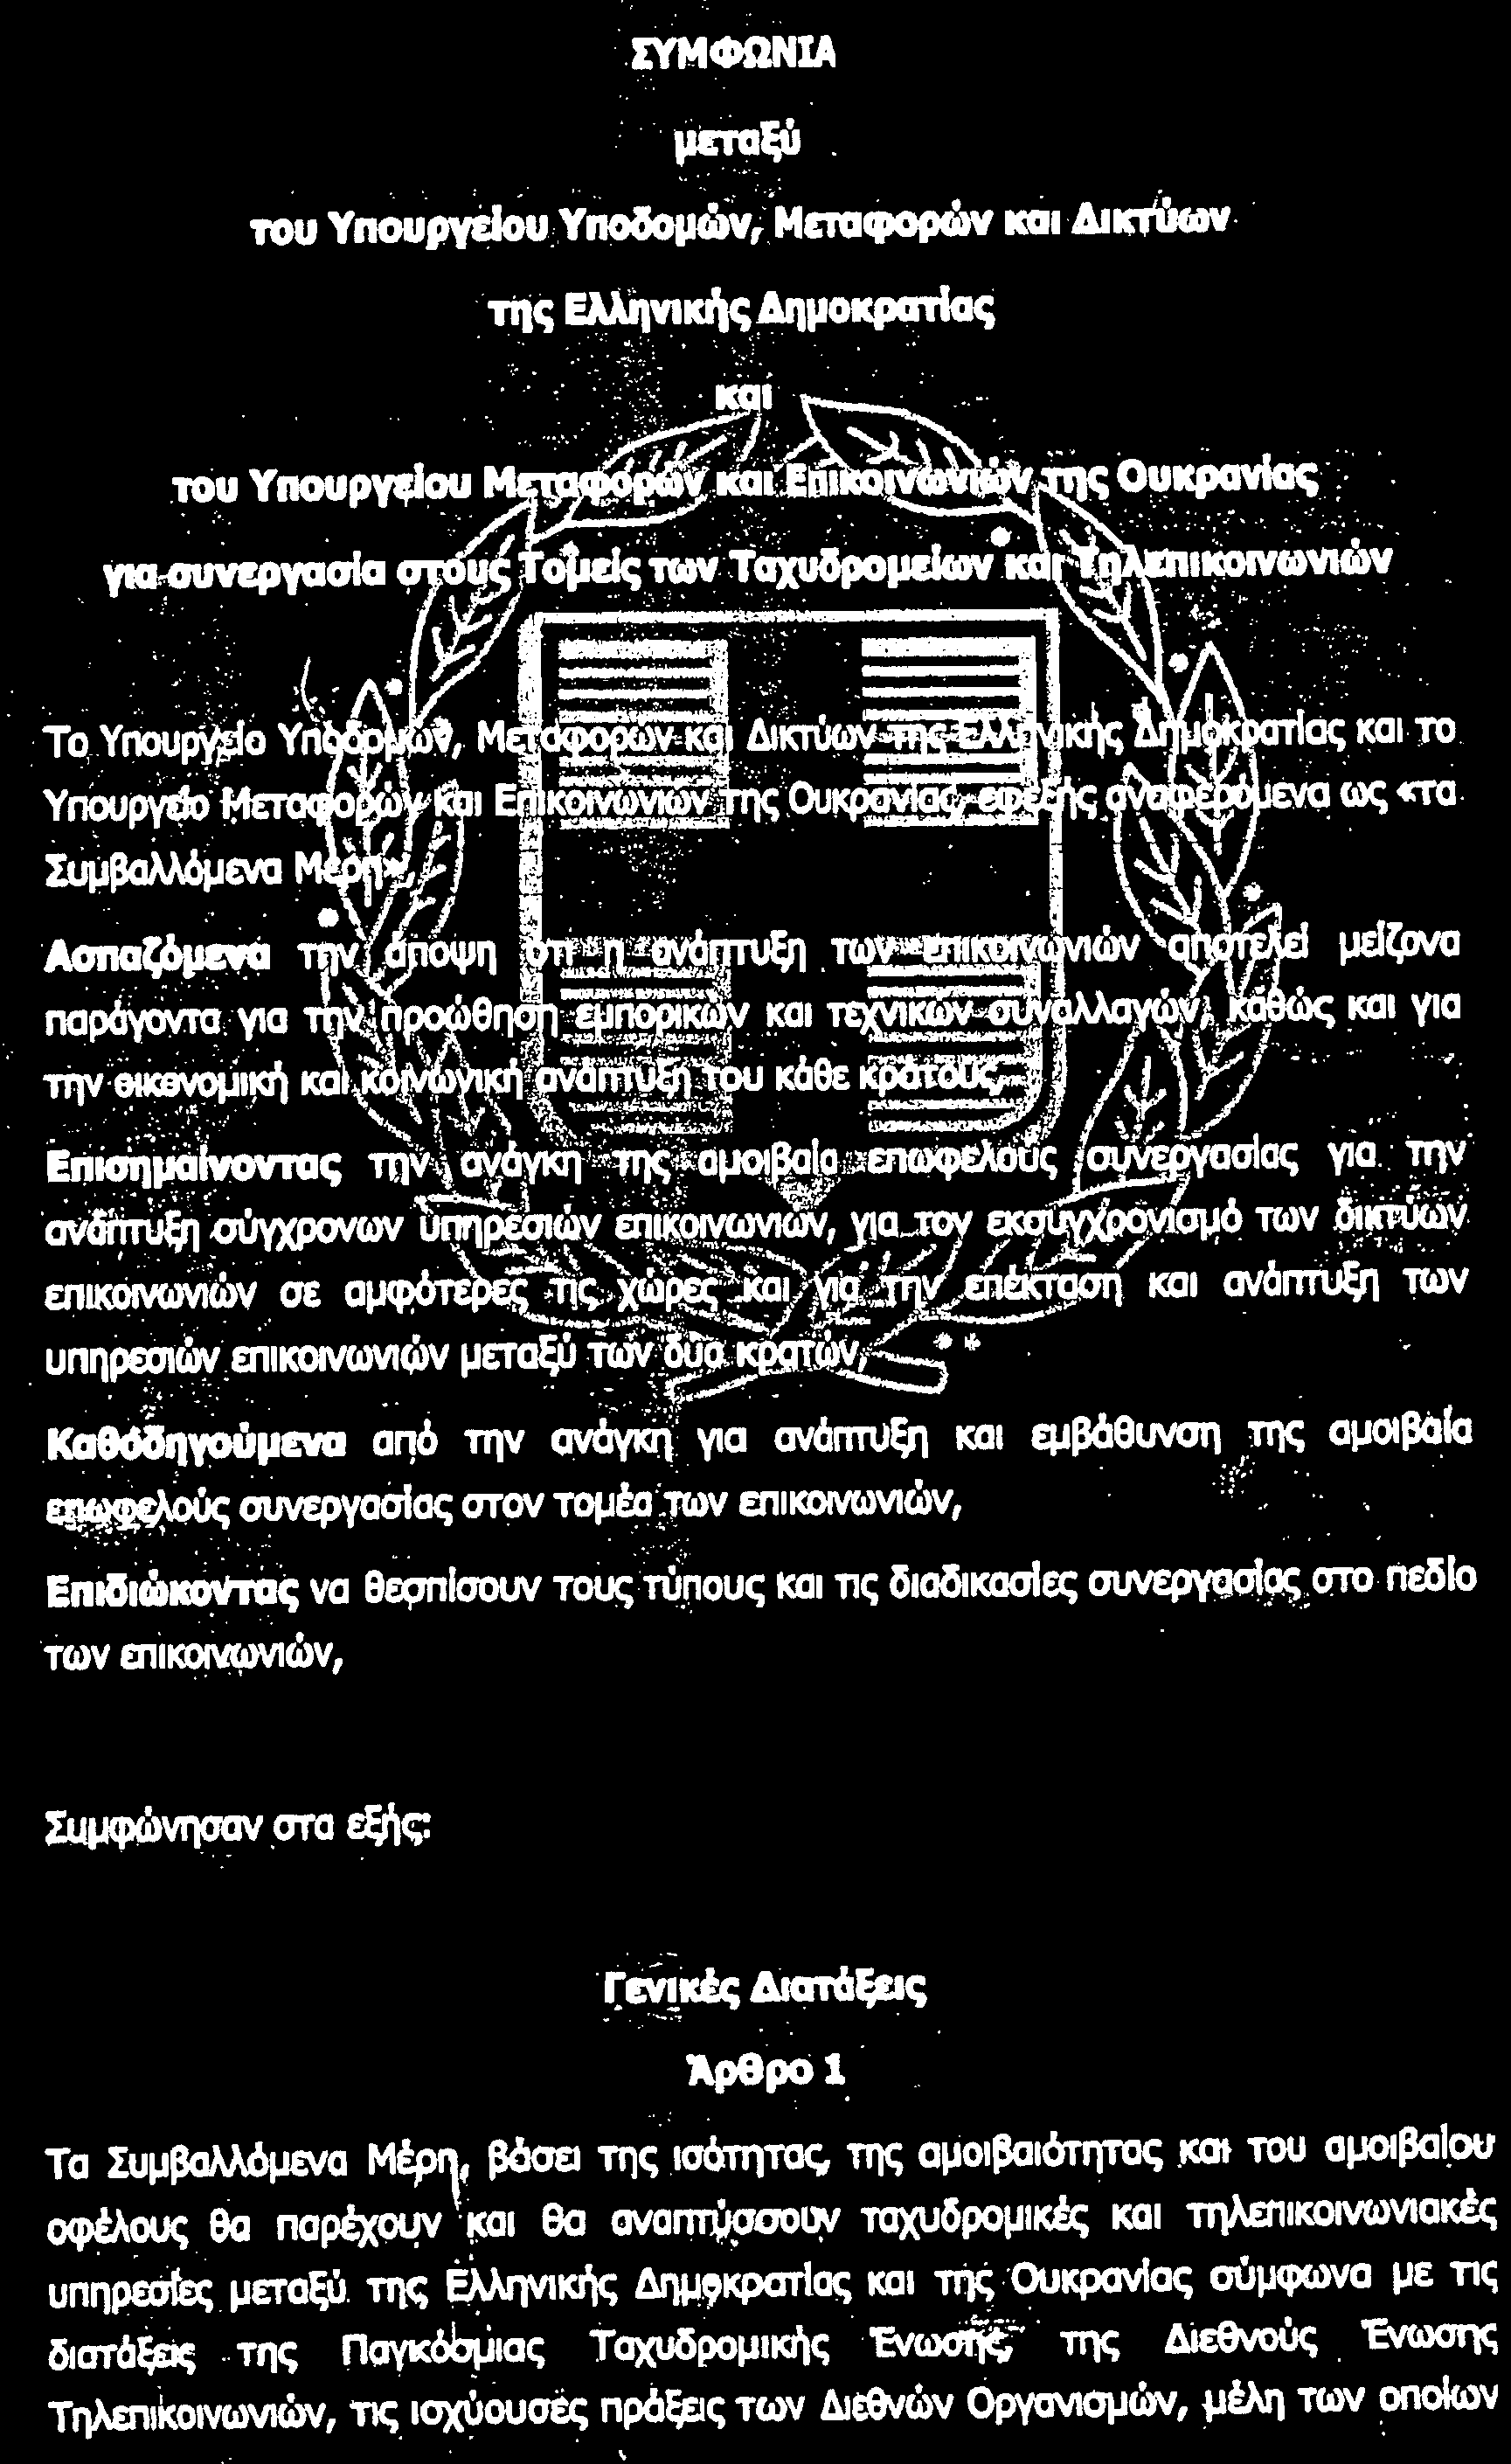 ΣΥΜΦΩΝΙΑ
μεταξύ
του Υπουργείου Υποδομών, Μεταφορών και Δικτύων
της Ελληνικής Δημοκρατίας
και
του Υπουργείου Μεταφορών και Επικοινωνιών της Ουκρανίας
για συνεργασία στους Τομείς των Ταχυδρομείων και Τηλεπικοινωνιών
Το Υπουργείο Υποδομών, Μεταφορών και Δικτύων της Ελληνικής Δημοκρατίας και το
Υπουργείο Μεταφορών και Επικοινωνιών της Ουκρανίας, εφεξής αναφερόμενα ως «τα
Συμβαλλόμενα Μέρη»,
Ασπαζόμενα την άποψη ότι η ανάπτυξη των επικοινωνιών αποτελεί μείζονα
παράγοντα για την προώθηση εμπορικών και τεχνικών συναλλαγών, καθώς και για
την οικονομική και κοινωνική ανάπτυξη του κάθε κράτους,
Επισημαίνοντας την ανάγκη της αμοιβαία επωφελούς συνεργασίας για την
ανάπτυξη σύγχρονων υπηρεσιών επικοινωνιών, για τον εκσυγχρονισμό των δικτύων
επικοινωνιών σε αμφότερες τις χώρες και για την επέκταση και ανάπτυξη των
υπηρεσιών επικοινωνιών μεταξύ των δύο κρατών,
Καθοδηγούμενα από την ανάγκη για ανάπτυξη και εμβάθυνση της αμοιβαία
επωφελούς συνεργασίας στον τομέα των επικοινωνιών,
Επιδιώκοντας να θεσπίσουν τους τύπους και τις διαδικασίες συνεργασίας στο πεδίο
των επικοινωνιών,
Συμφώνησαν στα εξής:
Γενικές Διατάξεις
Άρθρο 1
Τα Συμβαλλόμενα Μέρη, βάσει της ισότητας, της αμοιβαιότητας και του αμοιβαίου
οφέλους θα παρέχουν και θα αναπτύσσουν ταχυδρομικές και τηλεπικοινωνιακές
υπηρεσίες μεταξύ της Ελληνικής Δημοκρατίας και της Ουκρανίας σύμφωνα με τις
διατάξεις της Παγκόσμιας Ταχυδρομικής Ένωσης, της Διεθνούς Ένωσης
Τηλεπικοινωνιών, τις ισχύουσες πράξεις των Διεθνών Οργανισμών, μέλη των οποίων